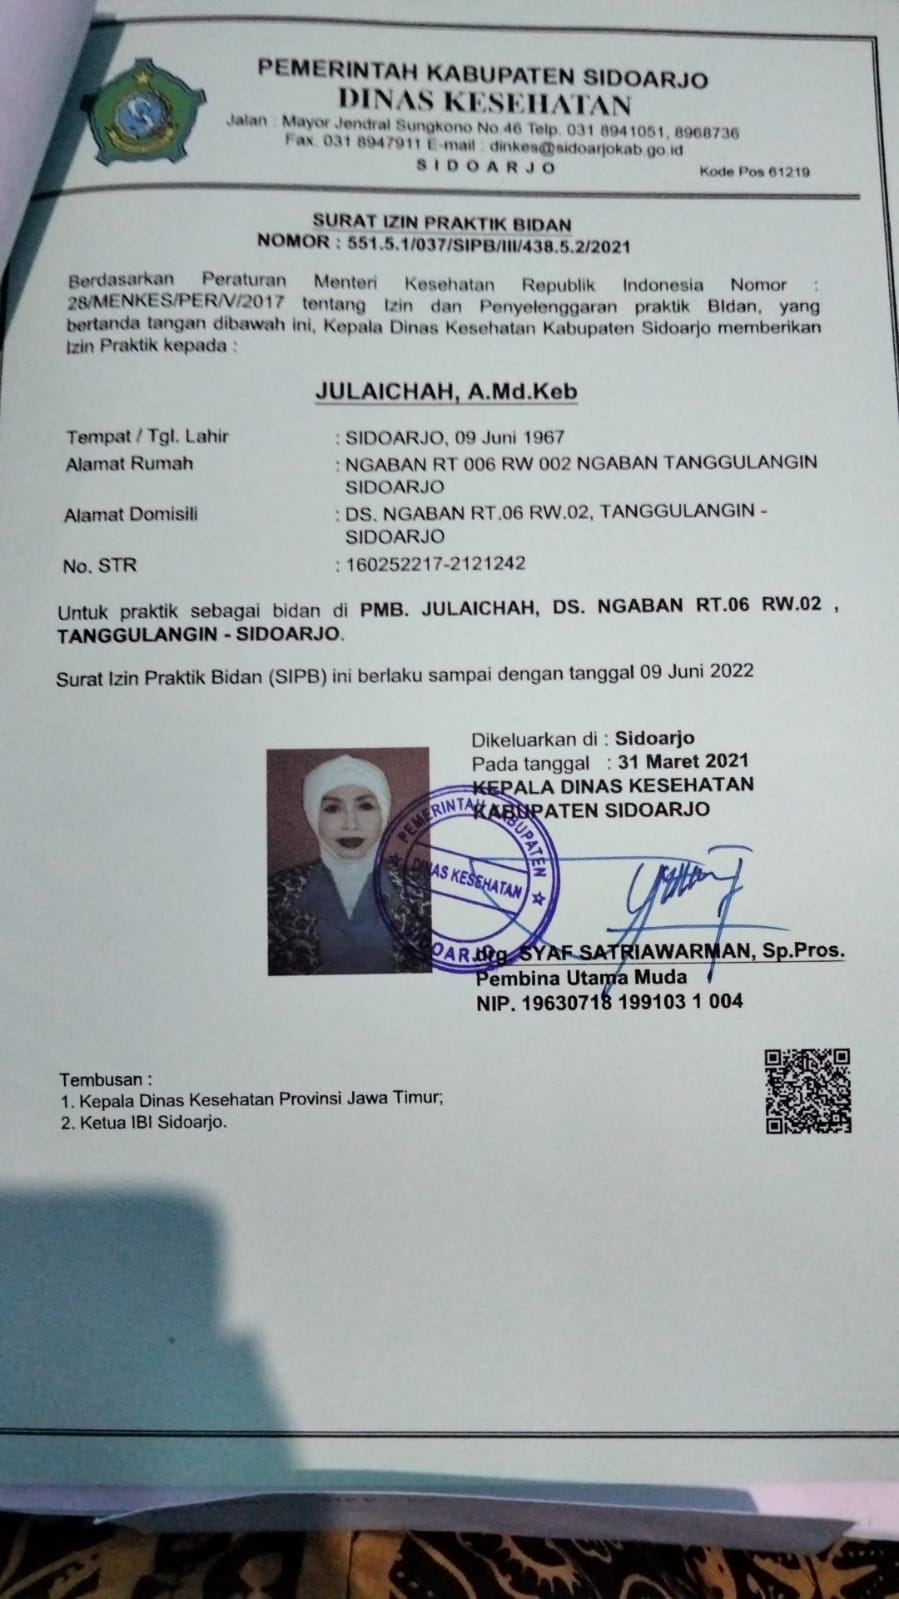 PEMERINTAH KABUPATEN SIDOARJO
DINAS KESEHATAN
Jalan : Mayor Jendral Sungkono No.46 Telp. 031 8941051, 8968736
Fax. 031 8947911 E-mail : dinkes@sidoarjokab.go.id
SIDOARJO
Kode Pos 61219
SURAT IZIN PRAKTIK BIDAN
NOMOR : 551.5.1/037/SIPB/III/438.5.2/2021
Berdasarkan Peraturan Menteri Kesehatan Republik Indonesia Nomor :
28/MENKES/PER/V/2017 tentang Izin dan Penyelenggaran praktik BIdan, yang
bertanda tangan dibawah ini, Kepala Dinas Kesehatan Kabupaten Sidoarjo memberikan
Izin Praktik kepada :
JULAICHAH, A.Md.Keb
Tempat / Tgl. Lahir : SIDOARJO, 09 Juni 1967
Alamat Rumah : NGABAN RT 006 RW 002 NGABAN TANGGULANGIN
SIDOARJO
Alamat Domisili : DS. NGABAN RT.06 RW.02, TANGGULANGIN -
SIDOARJO
No. STR : 160252217-2121242
Untuk praktik sebagai bidan di PMB. JULAICHAH, DS. NGABAN RT.06 RW.02 ,
TANGGULANGIN - SIDOARJO.
Surat Izin Praktik Bidan (SIPB) ini berlaku sampai dengan tanggal 09 Juni 2022
Dikeluarkan di : Sidoarjo
Pada tanggal : 31 Maret 2021
KEPALA DINAS KESEHATAN
KABUPATEN SIDOARJO
PEMERINTAH KABUPATEN
DINAS KESEHATAN
drg. SYAF SATRIAWARMAN, Sp.Pros.
Pembina Utama Muda
NIP. 19630718 199103 1 004
Tembusan :
1. Kepala Dinas Kesehatan Provinsi Jawa Timur;
2. Ketua IBI Sidoarjo.